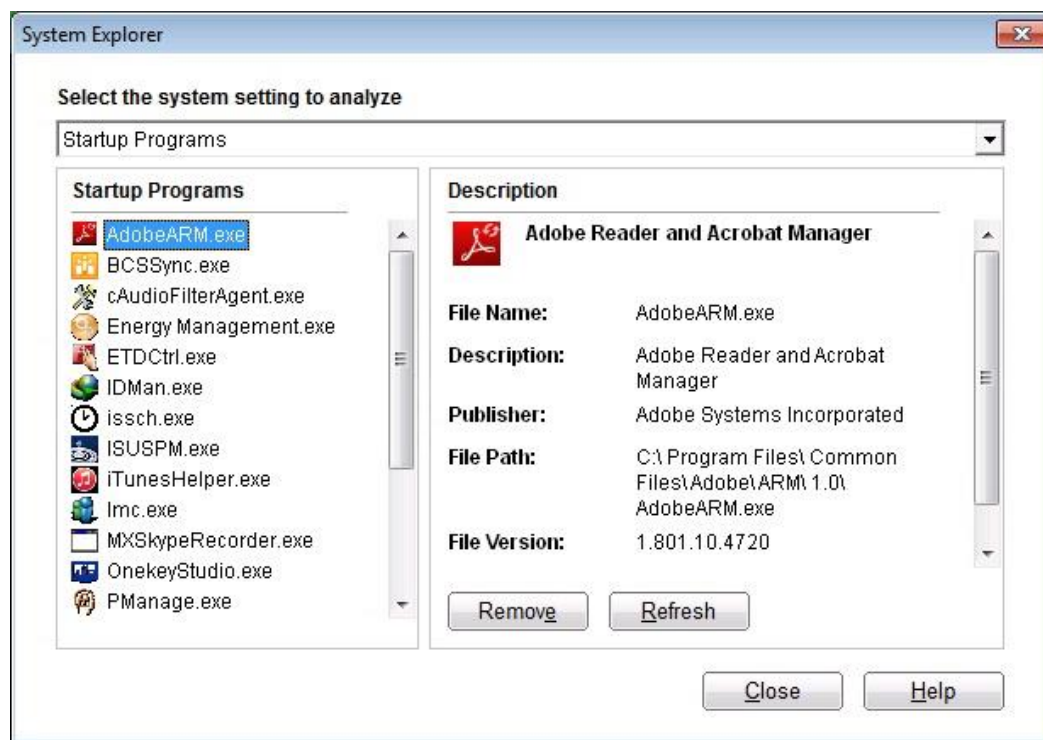 System Explorer
Select the system setting to analyze
Startup Programs
Startup Programs
AdobeARM.exe
BCSSync.exe
cAudioFilterAgent.exe
Energy Management.exe
ETDCtrl.exe
IDMan.exe
issch.exe
ISUSPM.exe
iTunesHelper.exe
lmc.exe
MXSkypeRecorder.exe
OnekeyStudio.exe
PManage.exe
Description
Adobe Reader and Acrobat Manager
File Name: AdobeARM.exe
Description: Adobe Reader and Acrobat
Manager
Publisher: Adobe Systems Incorporated
File Path: C:\ Program Files\ Common
Files\Adobe\ARM\ 1.0\
AdobeARM.exe
File Version: 1.801.10.4720
Remove Refresh
Close Help